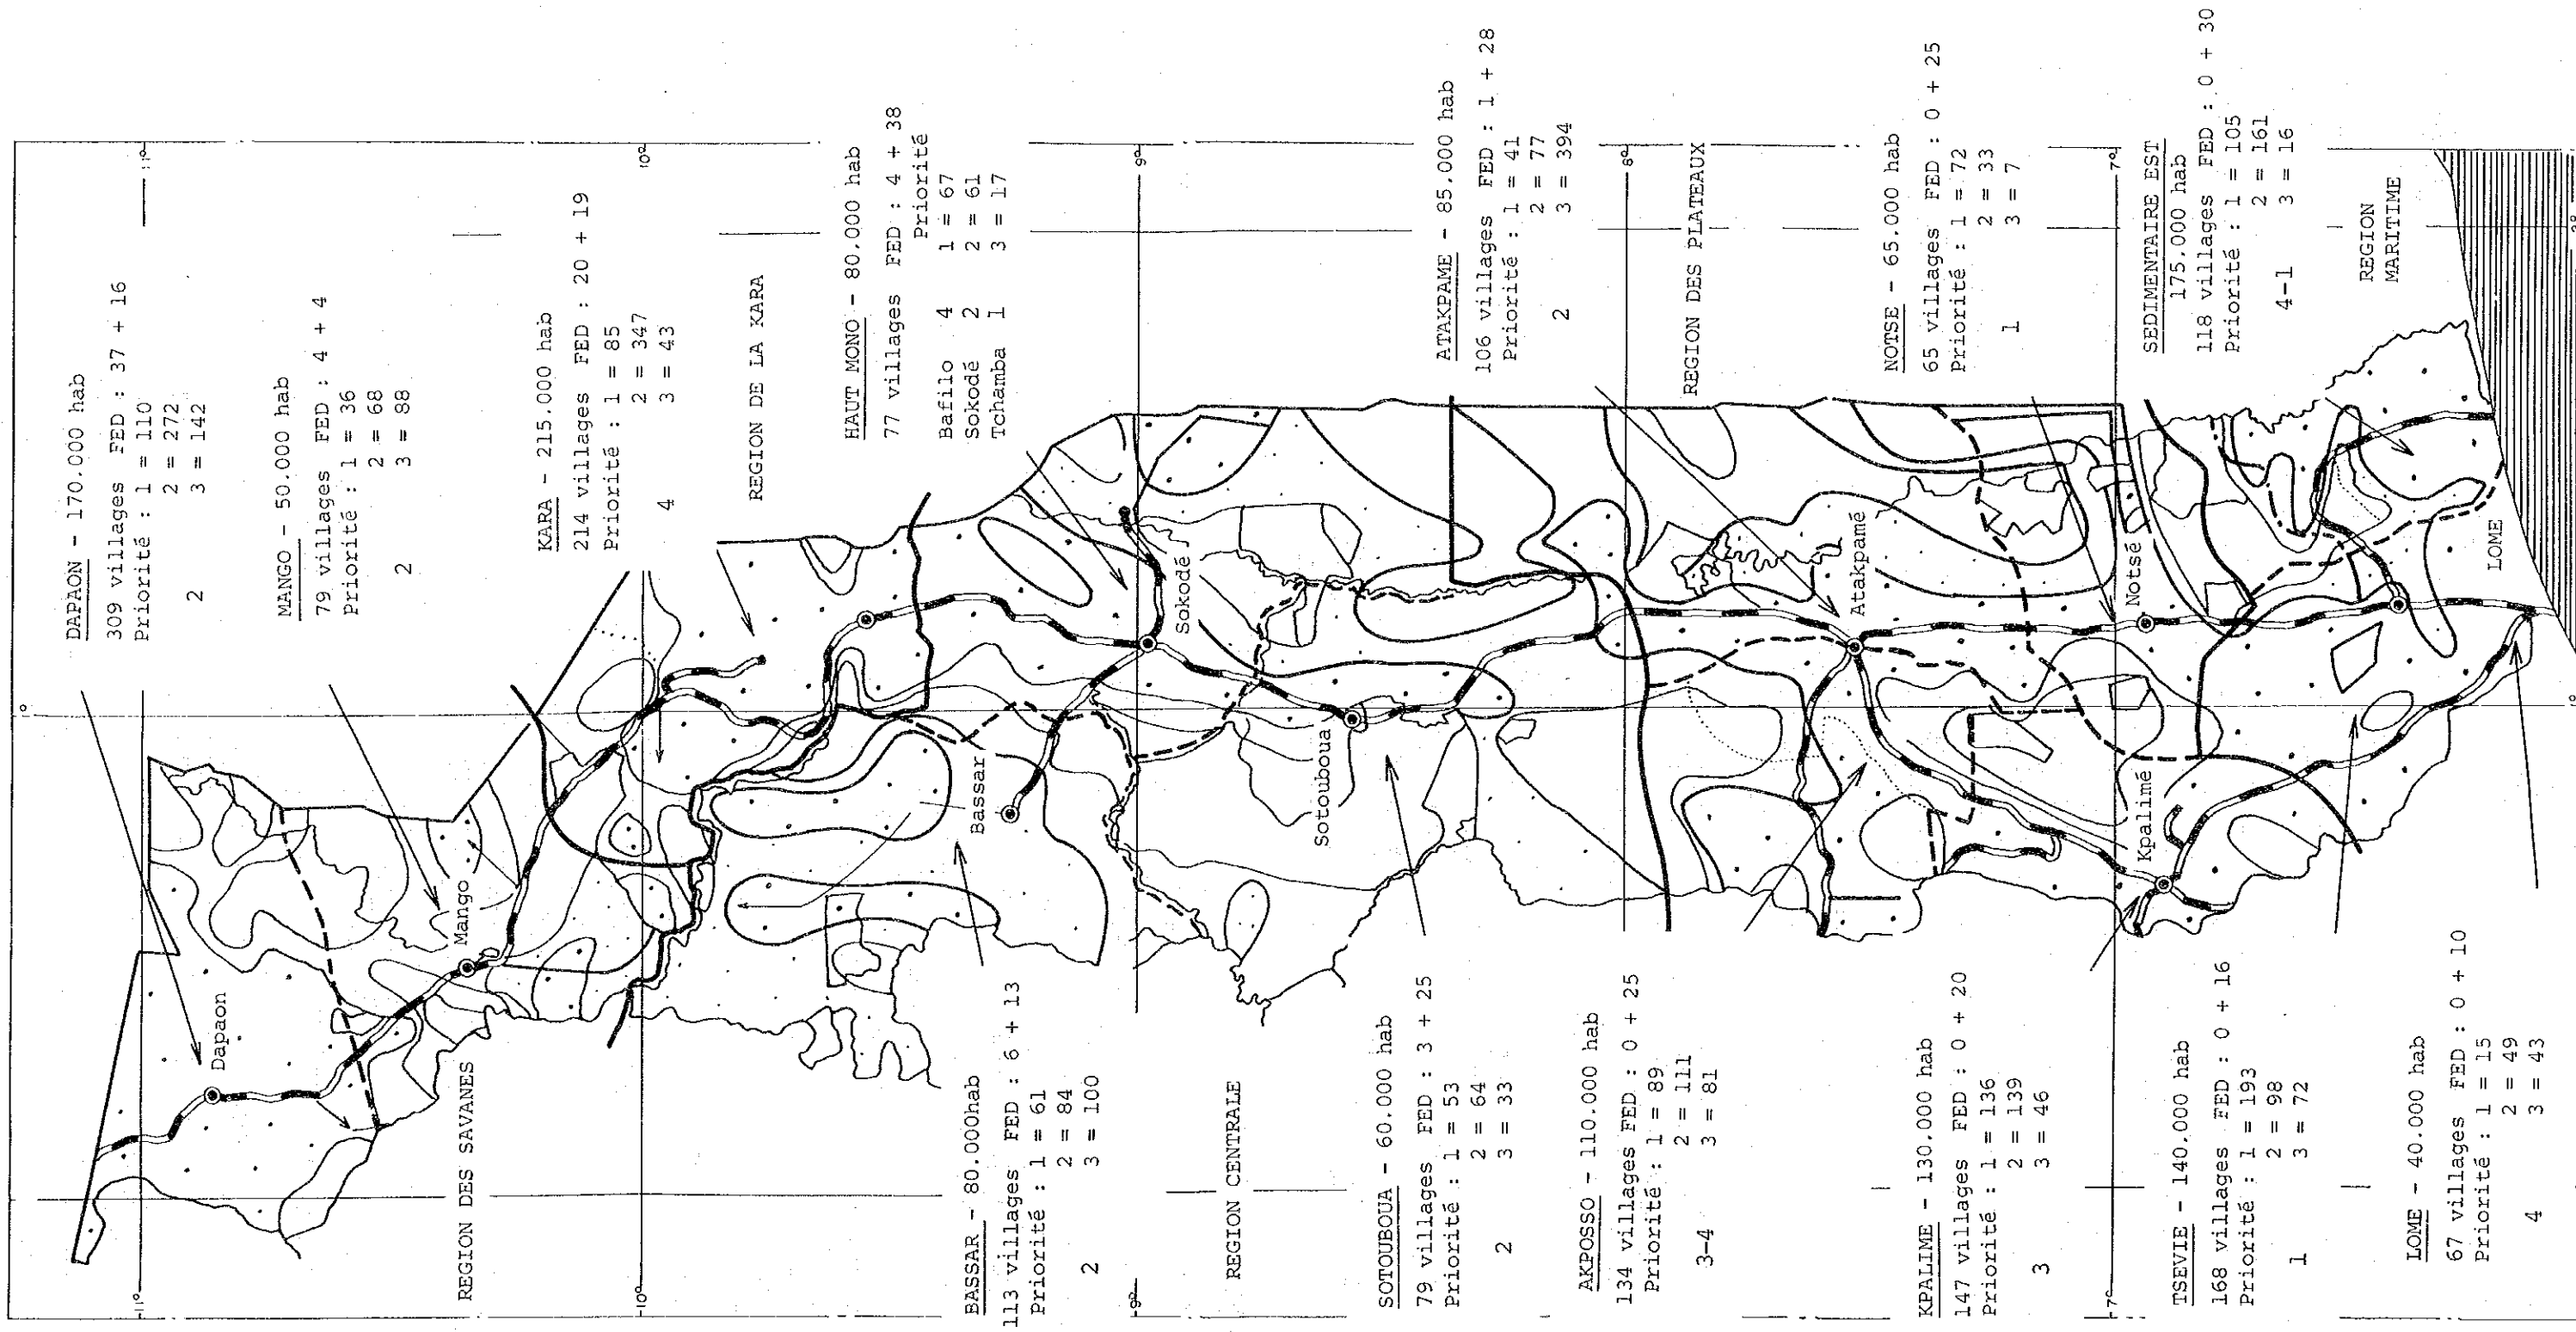 DAPAON - 170.000 hab
309 villages FED : 37 + 16
Priorité : 1 = 110
2 = 272
3 = 142
2
MANGO - 50.000 hab
79 villages FED : 4 + 4
Priorité : 1 = 36
2 = 68
3 = 88
2
KARA - 215.000 hab
214 villages FED : 20 + 19
Priorité : 1 = 85
2 = 347
3 = 43
4
REGION DE LA KARA
HAUT MONO - 80.000 hab
77 villages FED : 4 + 38
Priorité
Bafilo 4 1 = 67
Sokodé 2 2 = 61
Tchamba 1 3 = 17
ATAKPAME - 85.000 hab
106 villages FED : 1 + 28
Priorité : 1 = 41
2 = 77
3 = 394
2
REGION DES PLATEAUX
NOTSE - 65.000 hab
65 villages FED : 0 + 25
Priorité : 1 = 72
2 = 33
3 = 7
1
SEDIMENTAIRE EST
175.000 hab
118 villages FED : 0 + 30
Priorité : 1 = 105
2 = 161
3 = 16
4-1
REGION
MARITIME
11°
10°
9°
8°
7°
Dapaon
Mango
Bassar
Sokodé
Sotouboua
Atakpamé
Notsé
Kpalimé
LOME
REGION DES SAVANES
BASSAR - 80.000hab
113 villages FED : 6 + 13
Priorité : 1 = 61
2 = 84
3 = 100
2
REGION CENTRALE
SOTOUBOUA - 60.000 hab
79 villages FED : 3 + 25
Priorité : 1 = 53
2 = 64
3 = 33
2
AKPOSSO - 110.000 hab
134 villages FED : 0 + 25
Priorité : 1 = 89
2 = 111
3 = 81
3-4
KPALIME - 130.000 hab
147 villages FED : 0 + 20
Priorité : 1 = 136
2 = 139
3 = 46
3
TSEVIE - 140.000 hab
168 villages FED : 0 + 16
Priorité : 1 = 193
2 = 98
3 = 72
1
LOME - 40.000 hab
67 villages FED : 0 + 10
Priorité : 1 = 15
2 = 49
3 = 43
4
11°
10°
9°
7°